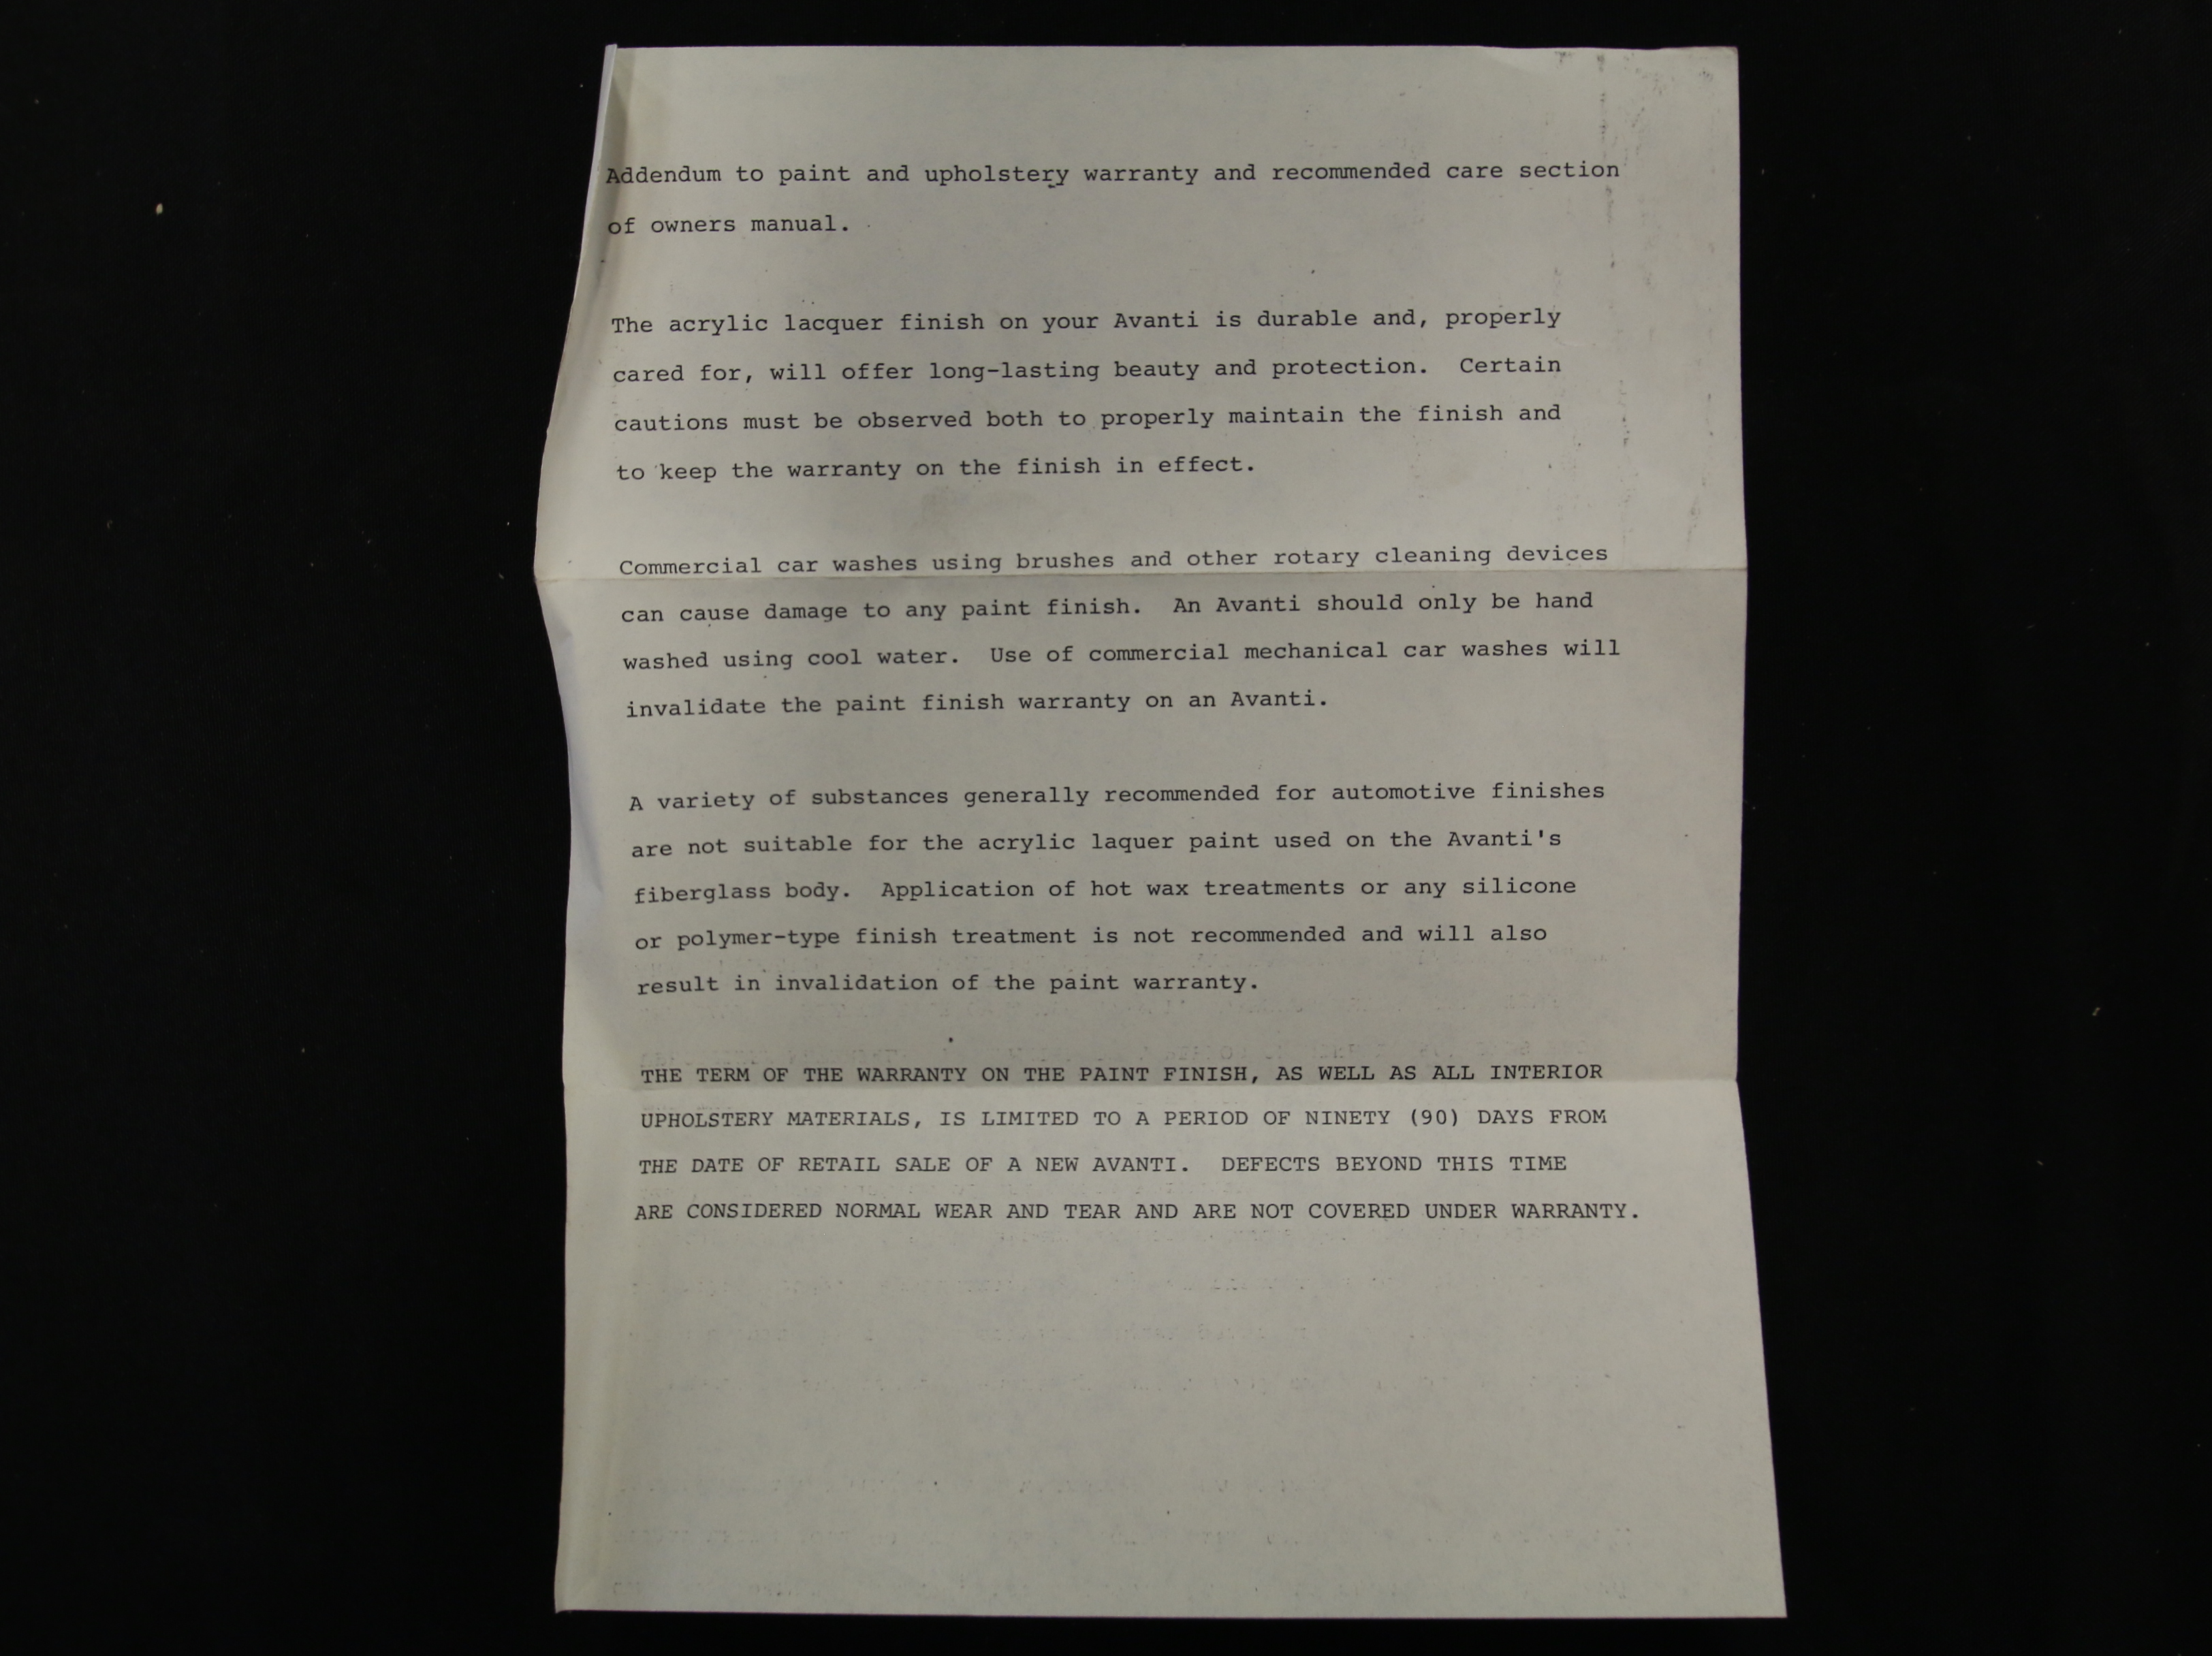 Addendum to paint and upholstery warranty and recommended care section
of owners manual.
The acrylic lacquer finish on your Avanti is durable and, properly
cared for, will offer long-lasting beauty and protection.  Certain
cautions must be observed both to properly maintain the finish and
to keep the warranty on the finish in effect.
Commercial car washes using brushes and other rotary cleaning devices
can cause damage to any paint finish.  An Avanti should only be hand
washed using cool water.  Use of commercial mechanical car washes will
invalidate the paint finish warranty on an Avanti.
A variety of substances generally recommended for automotive finishes
are not suitable for the acrylic laquer paint used on the Avanti's
fiberglass body.  Application of hot wax treatments or any silicone
or polymer-type finish treatment is not recommended and will also
result in invalidation of the paint warranty.
THE TERM OF THE WARRANTY ON THE PAINT FINISH, AS WELL AS ALL INTERIOR
UPHOLSTERY MATERIALS, IS LIMITED TO A PERIOD OF NINETY (90) DAYS FROM
THE DATE OF RETAIL SALE OF A NEW AVANTI.  DEFECTS BEYOND THIS TIME
ARE CONSIDERED NORMAL WEAR AND TEAR AND ARE NOT COVERED UNDER WARRANTY.